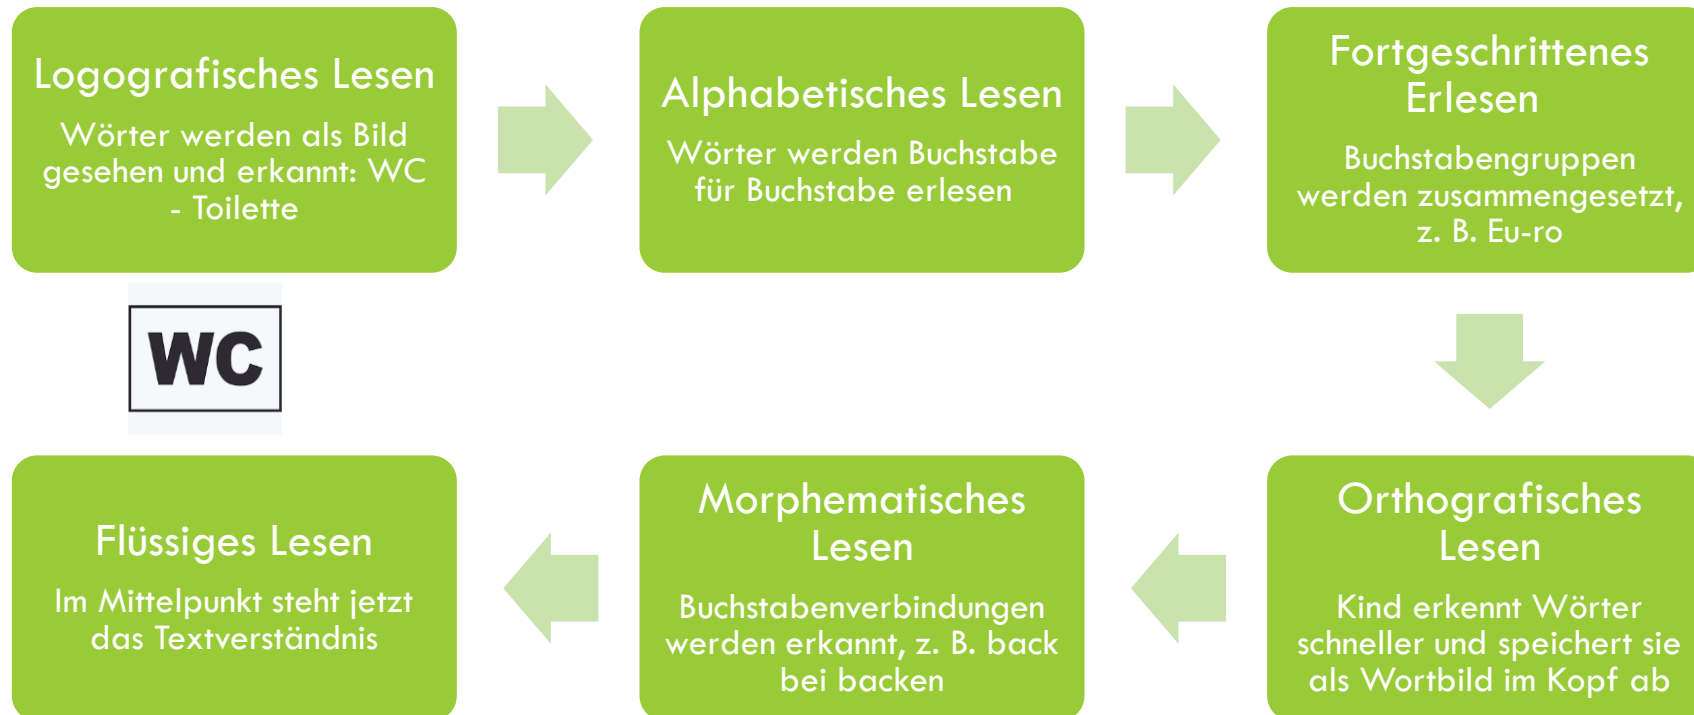 Logografisches Lesen
Wörter werden als Bild
gesehen und erkannt: WC
- Toilette
Alphabetisches Lesen
Wörter werden Buchstabe
für Buchstabe erlesen
Fortgeschrittenes
Erlesen
Buchstabengruppen
werden zusammengesetzt,
z. B. Eu-ro
WC
Orthografisches
Lesen
Kind erkennt Wörter
schneller und speichert sie
als Wortbild im Kopf ab
Morphematisches
Lesen
Buchstabenverbindungen
werden erkannt, z. B. back
bei backen
Flüssiges Lesen
Im Mittelpunkt steht jetzt
das Textverständnis